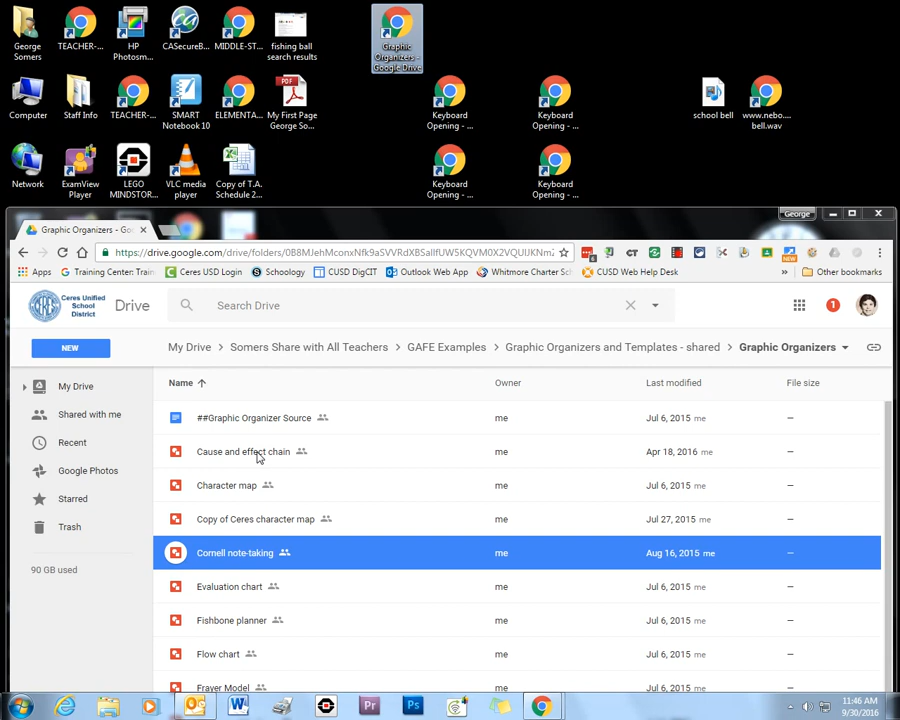 George Somers
TEACHER-...
HP Photosm...
CASecureB...
MIDDLE-ST...
fishing ball search results
Graphic Organizers - Google Drive
Computer
Staff Info
TEACHER-...
SMART Notebook 10
ELEMENTA...
My First Page George So...
Keyboard Opening - ...
Keyboard Opening - ...
school bell
www.nebo... bell.wav
Network
ExamView Player
LEGO MINDSTOR...
VLC media player
Copy of T.A. Schedule 2...
Keyboard Opening - ...
Keyboard Opening - ...
George
Graphic Organizers - Goo
Apps
Training Center: Train
Ceres USD Login
Schoology
CUSD DigCIT
Outlook Web App
Whitmore Charter Sch
CUSD Web Help Desk
»
Other bookmarks
Ceres Unified School District
Drive
Search Drive
1
NEW
My Drive > Somers Share with All Teachers > GAFE Examples > Graphic Organizers and Templates - shared > Graphic Organizers
Name
Owner
Last modified
File size
My Drive
Shared with me
Recent
Google Photos
Starred
Trash
90 GB used
##Graphic Organizer Source me Jul 6, 2015 me —
Cause and effect chain me Apr 18, 2016 me —
Character map me Jul 6, 2015 me —
Copy of Ceres character map me Jul 27, 2015 me —
Cornell note-taking me Aug 16, 2015 me —
Evaluation chart me Jul 6, 2015 me —
Fishbone planner me Jul 6, 2015 me —
Flow chart me Jul 6, 2015 me —
Frayer Model me Jul 6, 2015 me —
11:46 AM
9/30/2016